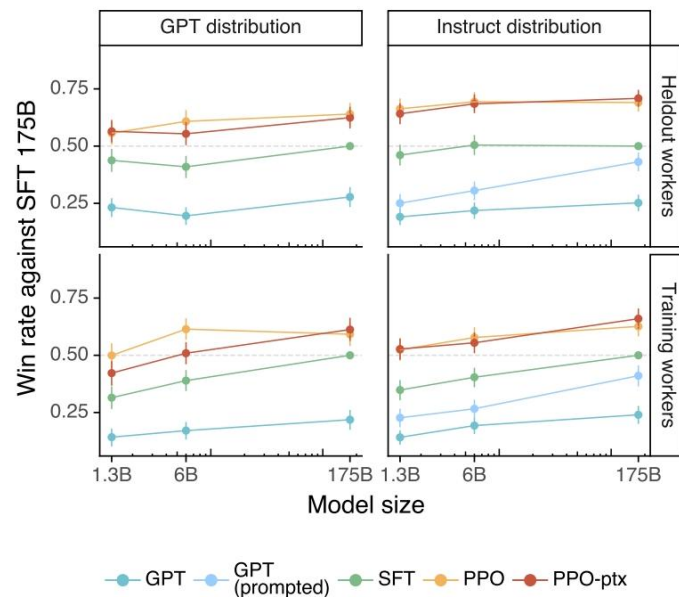 GPT distribution
Instruct distribution
Win rate against SFT 175B
0.75
0.50
0.25
Heldout workers
0.75
0.50
0.25
Training workers
1.3B 6B 175B
1.3B 6B 175B
Model size
GPT
GPT
(prompted)
SFT
PPO
PPO-ptx